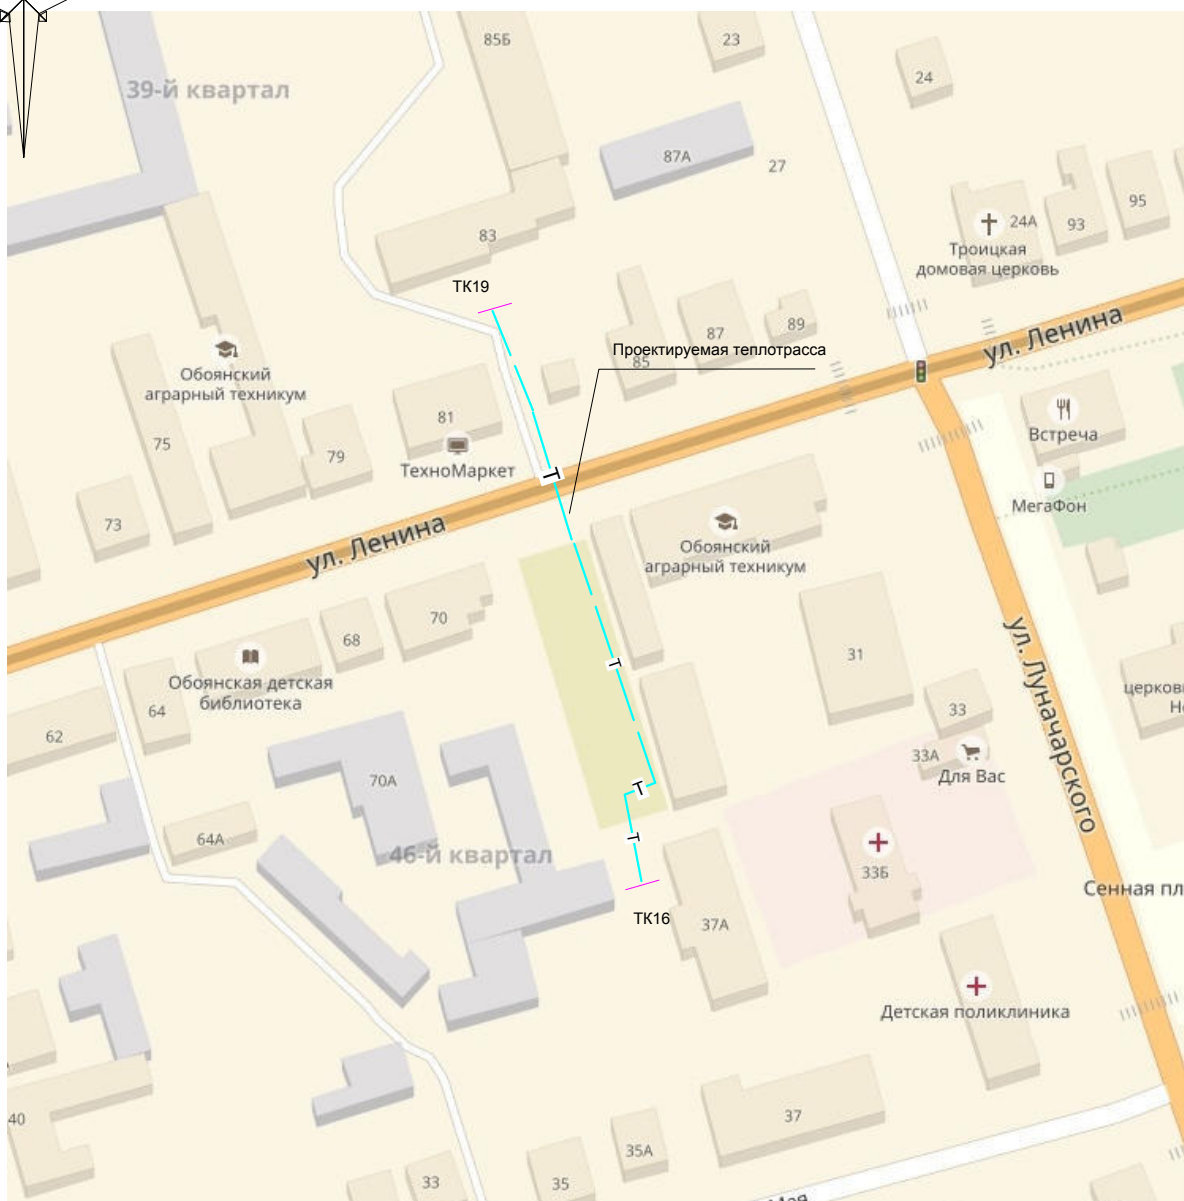 85Б
23
24
39-й квартал
87А
27
95
93
24А
Троицкая
домовая церковь
83
ТК19
ул. Ленина
89
87
85
Проектируемая теплотрасса
Обоянский
аграрный техникум
81
ТехноМаркет
75
79
73
Встреча
МегаФон
Т
ул. Ленина
Обоянский
аграрный техникум
70
68
31
ул. Луначарского
Т
Обоянская детская
библиотека
64
62
33
33А
Для Вас
церковь
70А
Т
64А
Т
46-й квартал
33Б
Сенная пл
ТК16
37А
Детская поликлиника
40
37
35А
35
33
Мая